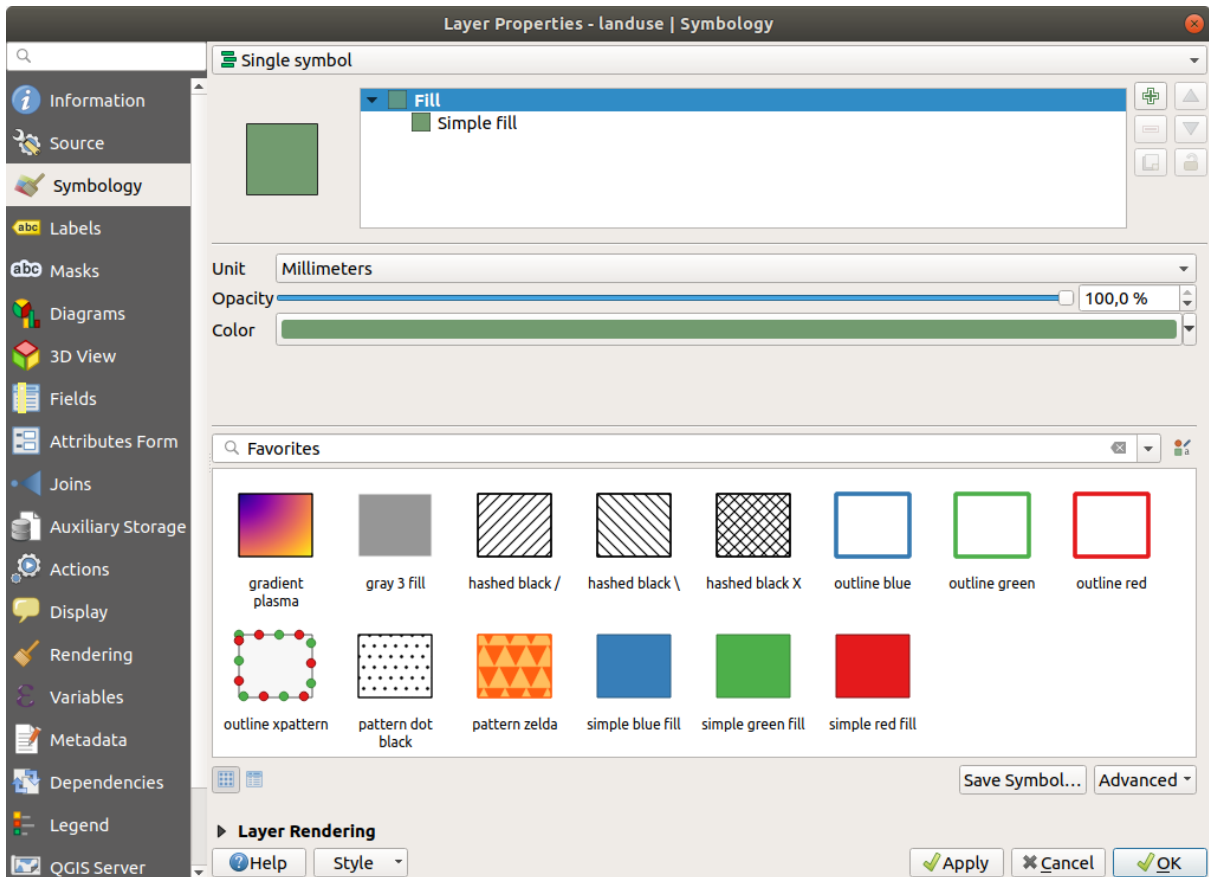 Layer Properties - landuse | Symbology
Single symbol
Information
Source
Symbology
abc Labels
abc Masks
Diagrams
3D View
Fields
Attributes Form
Joins
Auxiliary Storage
Actions
Display
Rendering
Variables
Metadata
Dependencies
Legend
QGIS Server
Fill
Simple fill
Unit Millimeters
Opacity 100,0 %
Color
Favorites
gradient plasma
gray 3 fill
hashed black /
hashed black \
hashed black X
outline blue
outline green
outline red
outline xpattern
pattern dot black
pattern zelda
simple blue fill
simple green fill
simple red fill
Save Symbol... Advanced
Layer Rendering
Help Style Apply Cancel OK